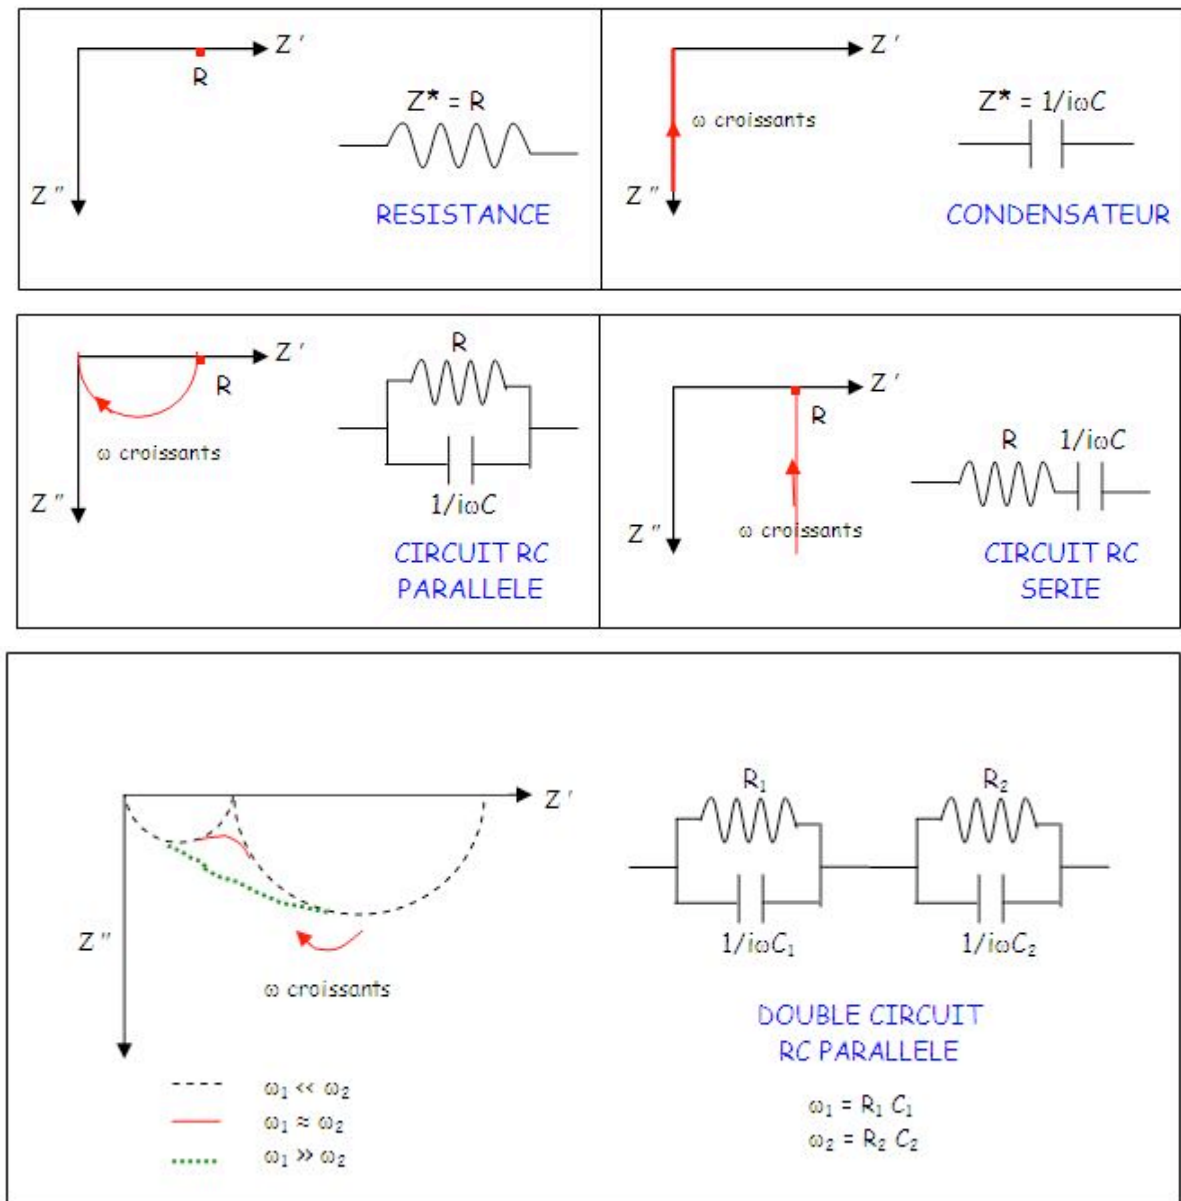 Z '
R
Z* = R
Z "
RESISTANCE
Z '
ω croissants
Z* = 1/iωC
Z "
CONDENSATEUR
Z '
R
ω croissants
Z "
R
1/iωC
CIRCUIT RC
PARALLELE
Z '
R
Z "
ω croissants
R
1/iωC
CIRCUIT RC
SERIE
Z '
Z "
ω croissants
ω₁ << ω₂
ω₁ ≈ ω₂
ω₁ >> ω₂
R₁
R₂
1/iωC₁
1/iωC₂
DOUBLE CIRCUIT
RC PARALLELE
ω₁ = R₁ C₁
ω₂ = R₂ C₂